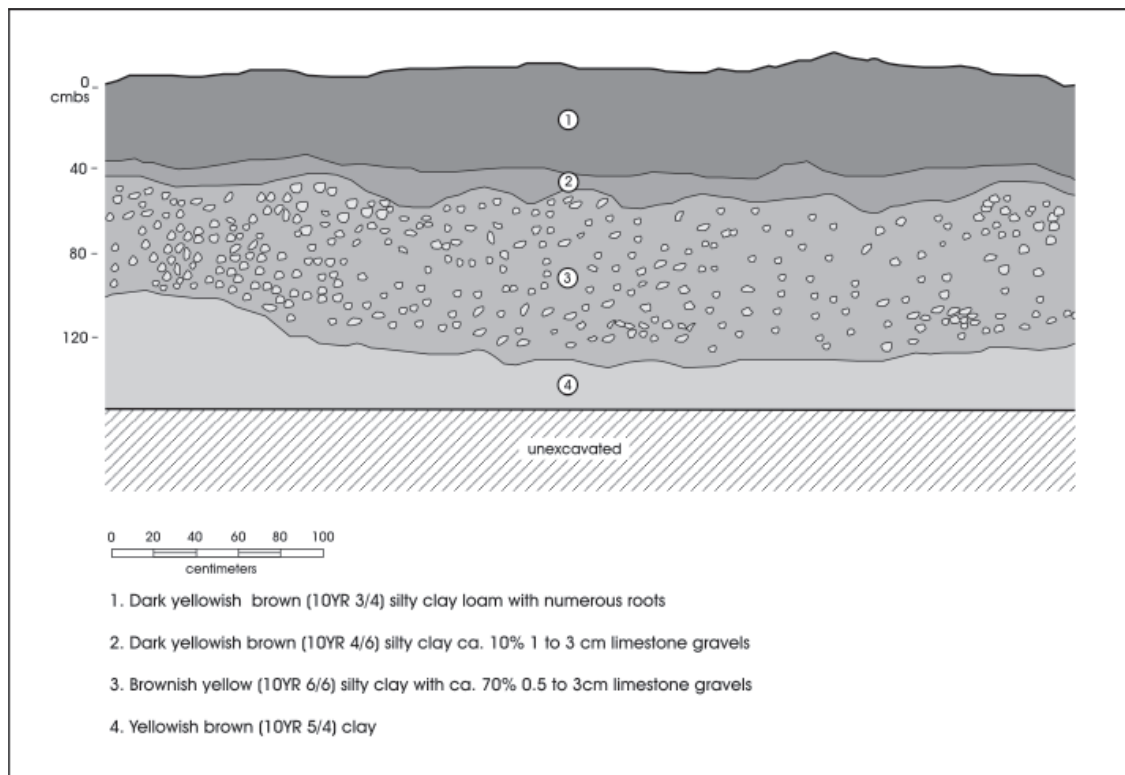 0
cmbs
1
40
2
80
3
120
4
unexcavated
0 20 40 60 80 100
centimeters
1. Dark yellowish brown (10YR 3/4) silty clay loam with numerous roots
2. Dark yellowish brown (10YR 4/6) silty clay ca. 10% 1 to 3 cm limestone gravels
3. Brownish yellow (10YR 6/6) silty clay with ca. 70% 0.5 to 3cm limestone gravels
4. Yellowish brown (10YR 5/4) clay